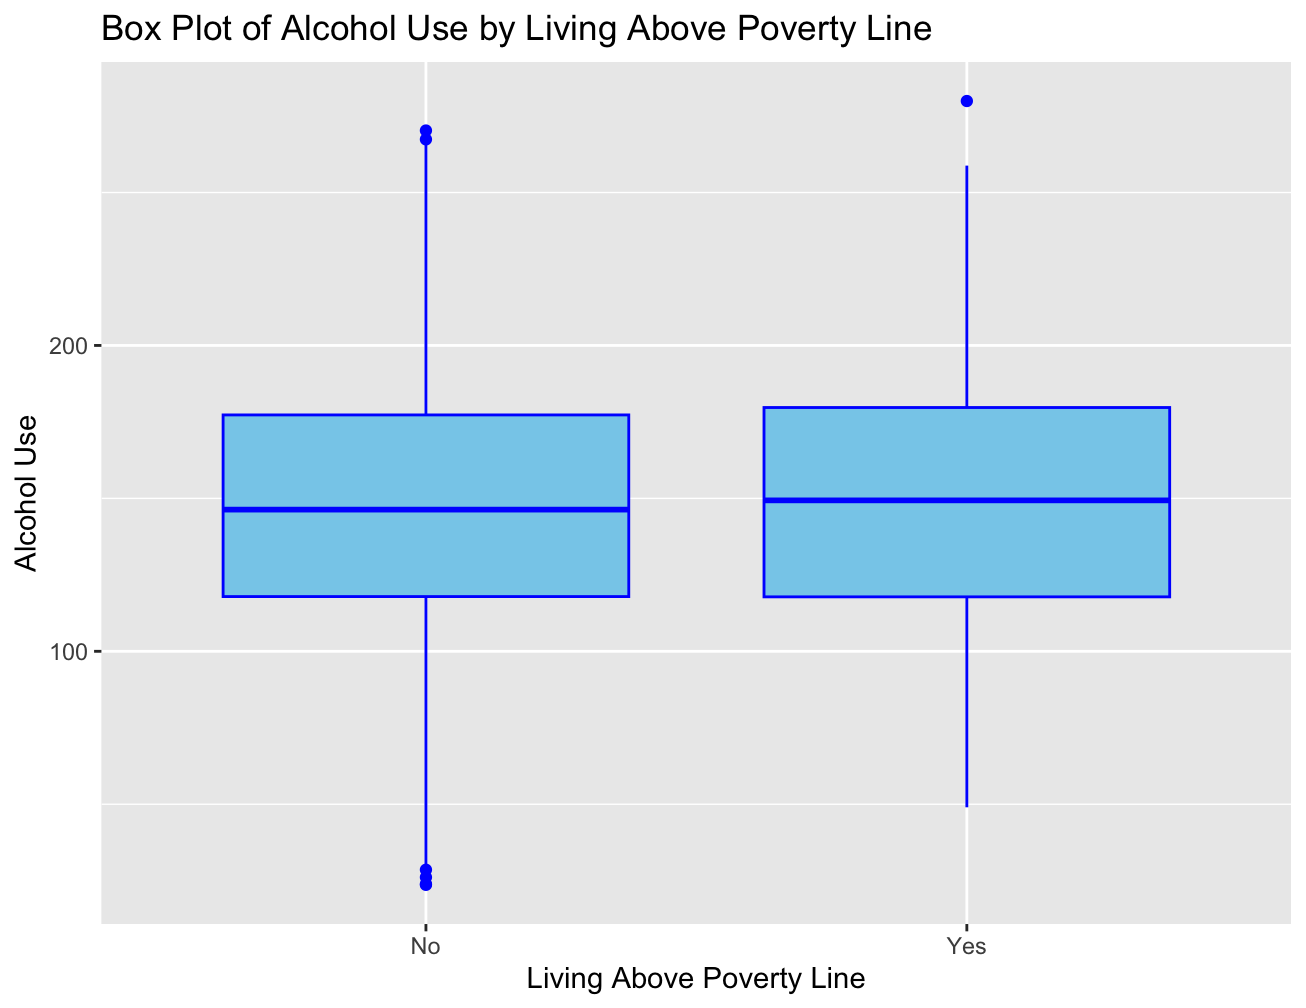 Box Plot of Alcohol Use by Living Above Poverty Line
Alcohol Use
200
100
No
Yes
Living Above Poverty Line